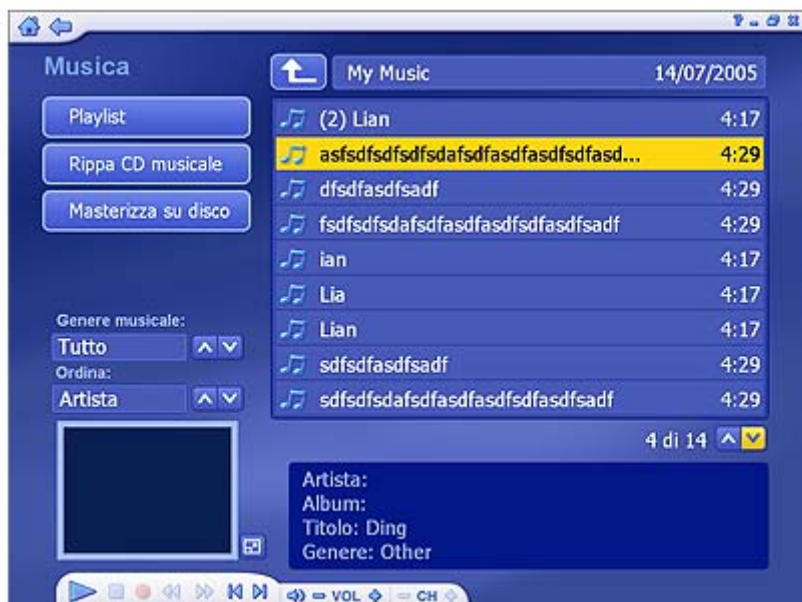 Musica
My Music 14/07/2005
Playlist
Rippa CD musicale
Masterizza su disco
(2) Lian 4:17
asfsdfsdfsdfsdafsdfasdfasdfsdfasd... 4:29
dfsdfasdfsadf 4:29
fsdfsdfsdafsdfasdfasdfsdfasdfsadf 4:29
ian 4:17
Lia 4:17
Lian 4:17
sdfsdfasdfsadf 4:29
sdfsdfsdafsdfasdfasdfsdfasdfsadf 4:29
Genere musicale:
Tutto
Ordina:
Artista
4 di 14
Artista:
Album:
Titolo: Ding
Genere: Other
VOL CH